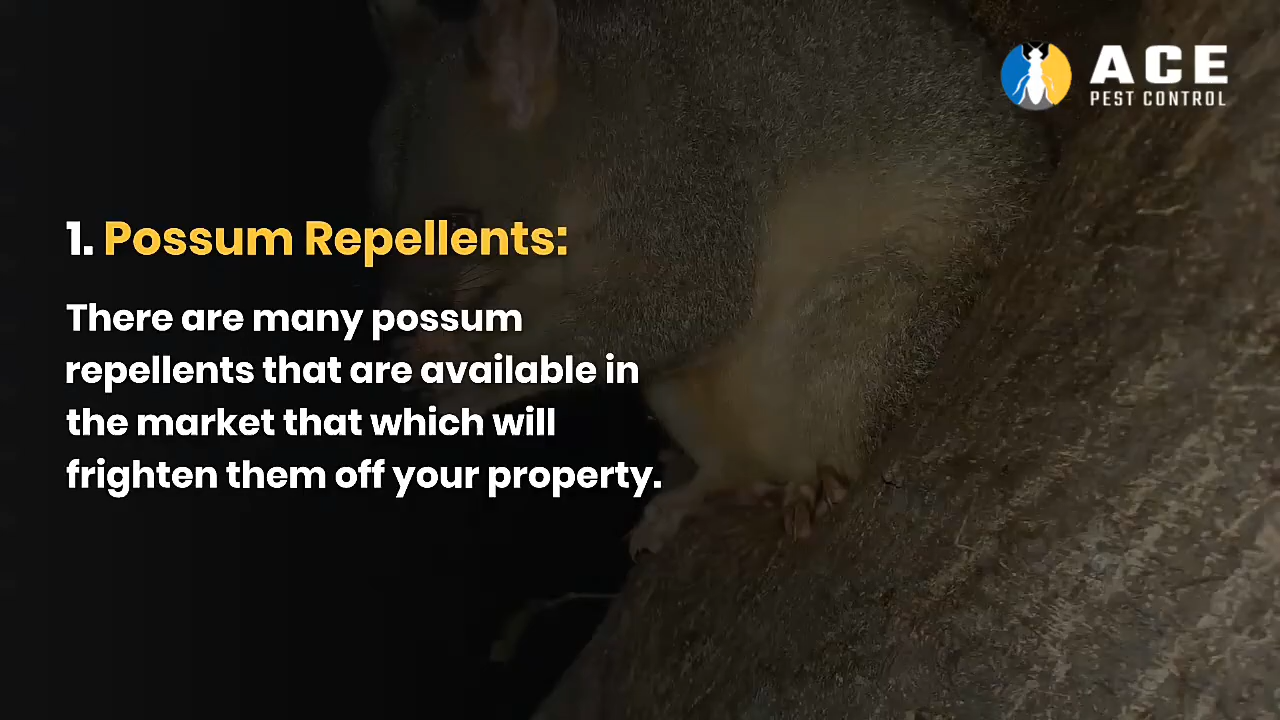 ACE
PEST CONTROL
1. Possum Repellents:
There are many possum
repellents that are available in
the market that which will
frighten them off your property.